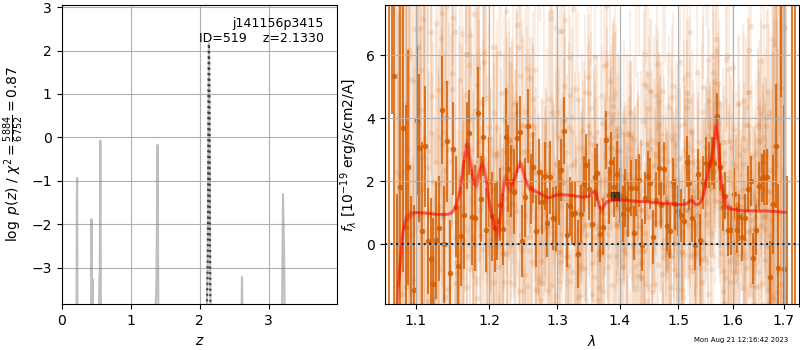 j141156p3415
ID=519 z=2.1330
log p(z) / χ² = 5884/6752 = 0.87
3
2
1
0
−1
−2
−3
0 1 2 3
z
fλ [10⁻¹⁹ erg/s/cm2/A]
6
4
2
0
1.1 1.2 1.3 1.4 1.5 1.6 1.7
λ
Mon Aug 21 12:16:42 2023